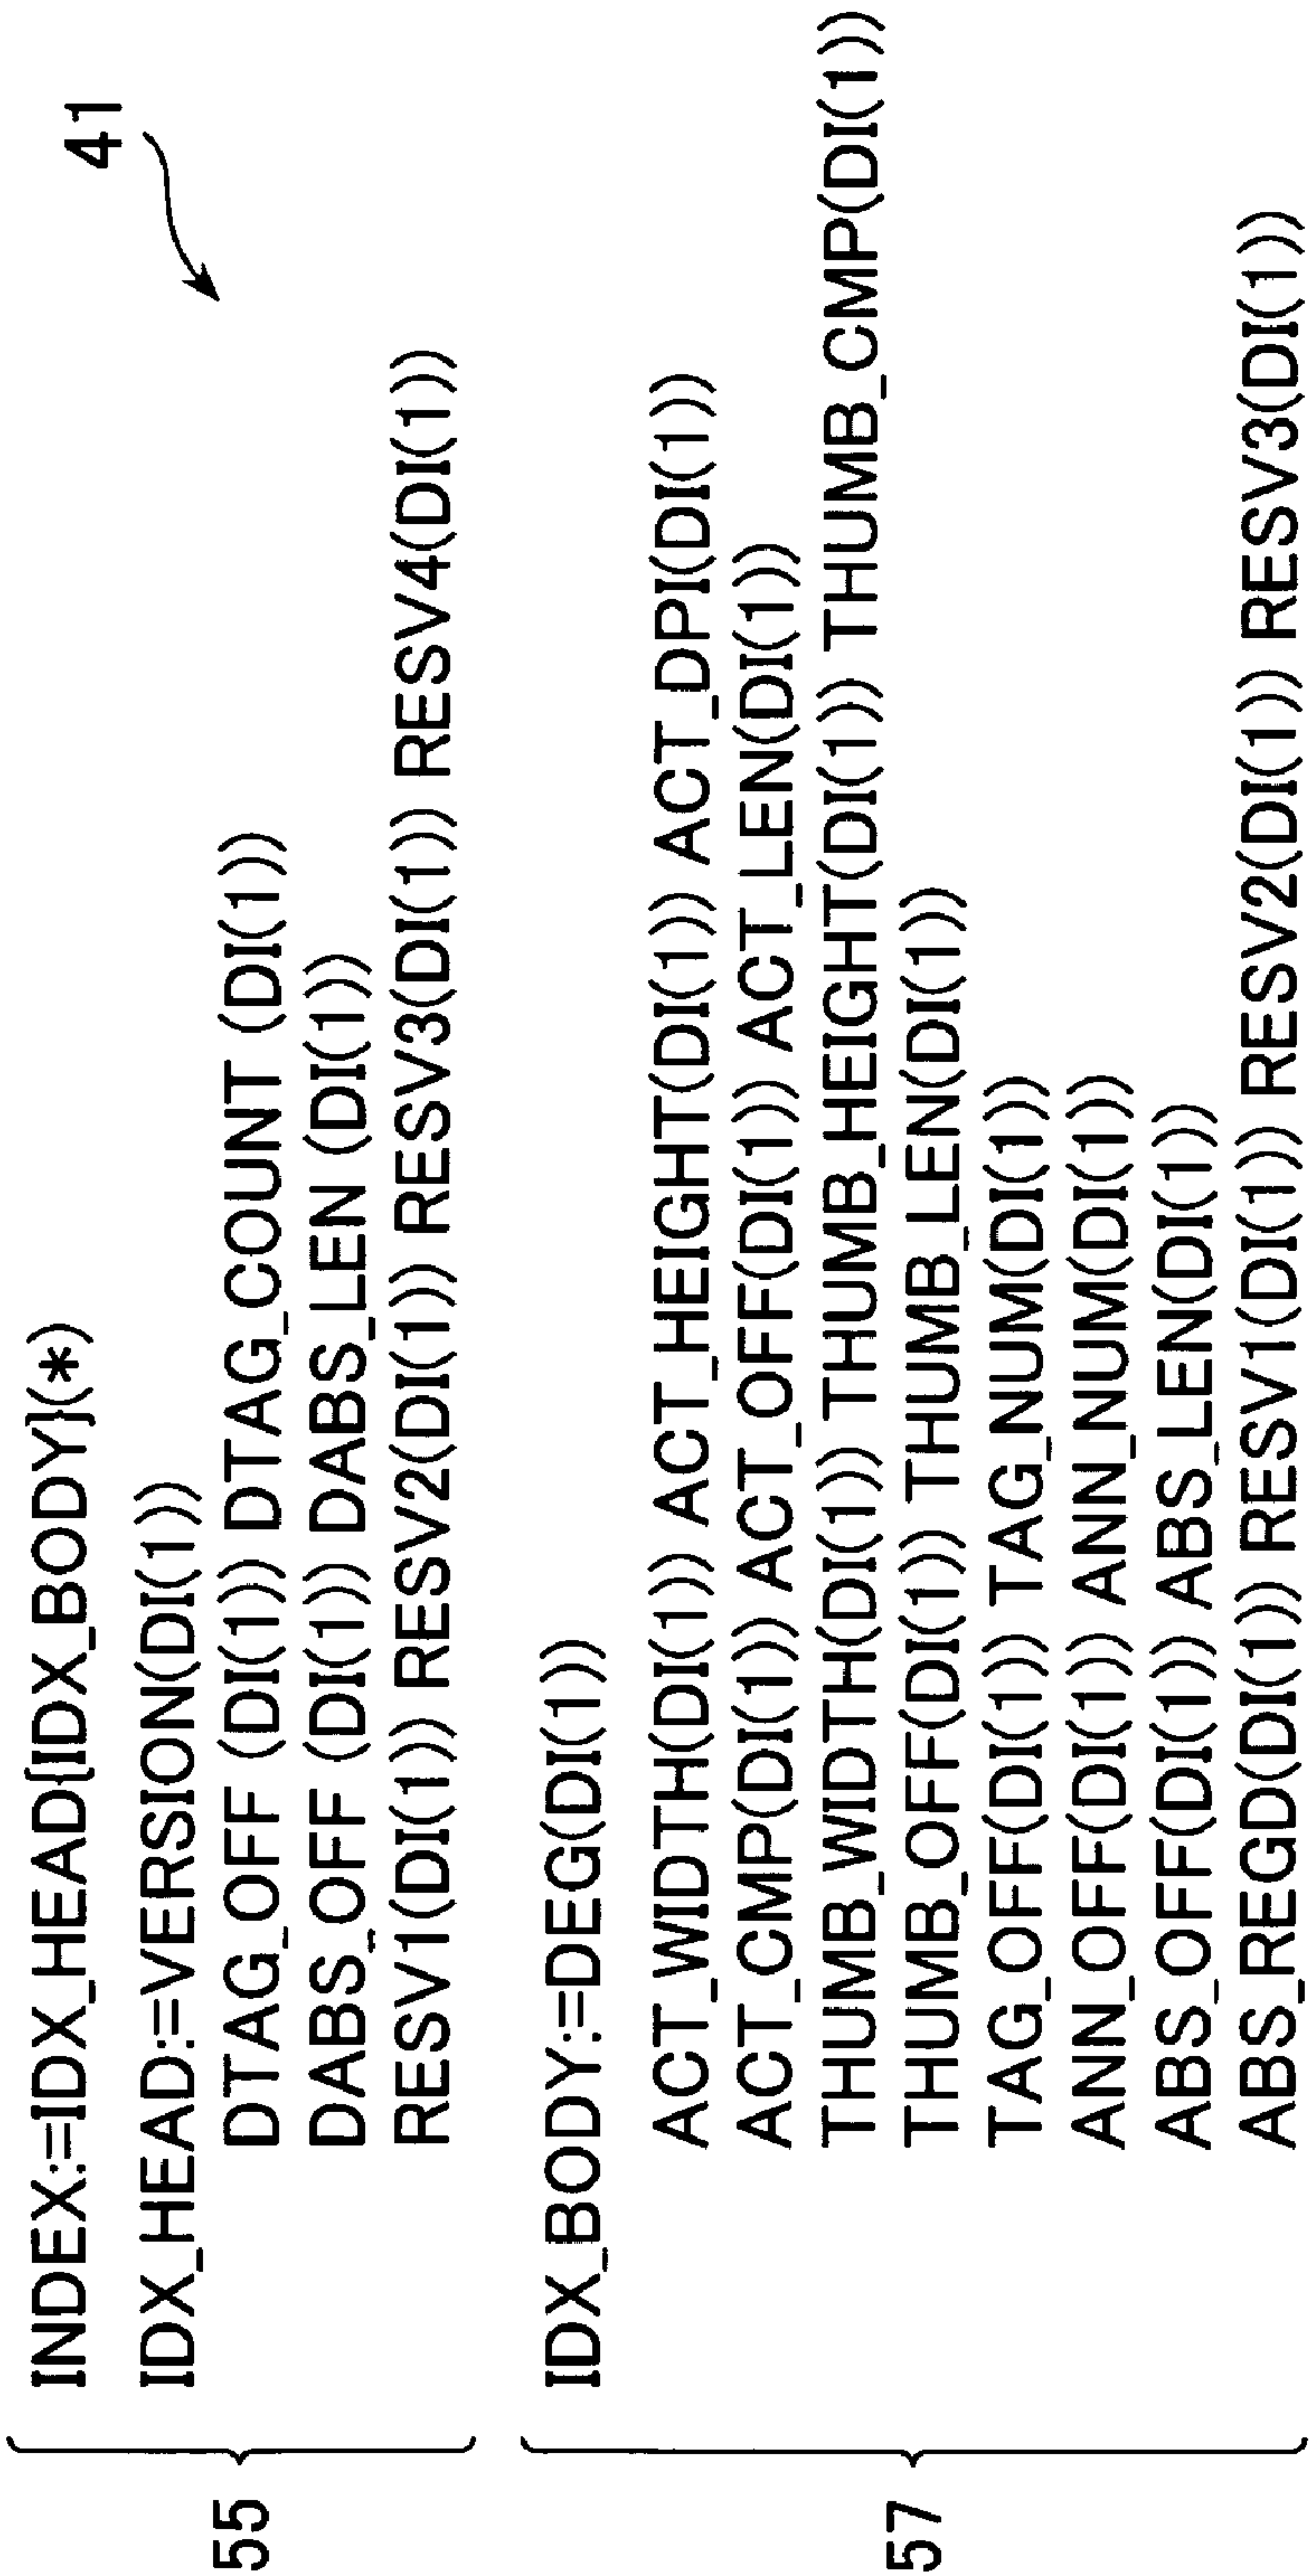 41
55
INDEX:=IDX_HEAD{IDX_BODY}(*)
IDX_HEAD:=VERSION(DI(1))
DTAG_OFF (DI(1)) DTAG_COUNT (DI(1))
DABS_OFF (DI(1)) DABS_LEN (DI(1))
RESV1(DI(1)) RESV2(DI(1)) RESV3(DI(1)) RESV4(DI(1))
57
IDX_BODY:=DEG(DI(1))
ACT_WIDTH(DI(1)) ACT_HEIGHT(DI(1)) ACT_DPI(DI(1))
ACT_CMP(DI(1)) ACT_OFF(DI(1)) ACT_LEN(DI(1))
THUMB_WIDTH(DI(1)) THUMB_HEIGHT(DI(1)) THUMB_CMP(DI(1))
THUMB_OFF(DI(1)) THUMB_LEN(DI(1))
TAG_OFF(DI(1)) TAG_NUM(DI(1))
ANN_OFF(DI(1)) ANN_NUM(DI(1))
ABS_OFF(DI(1)) ABS_LEN(DI(1))
ABS_REGD(DI(1)) RESV1(DI(1)) RESV2(DI(1)) RESV3(DI(1))